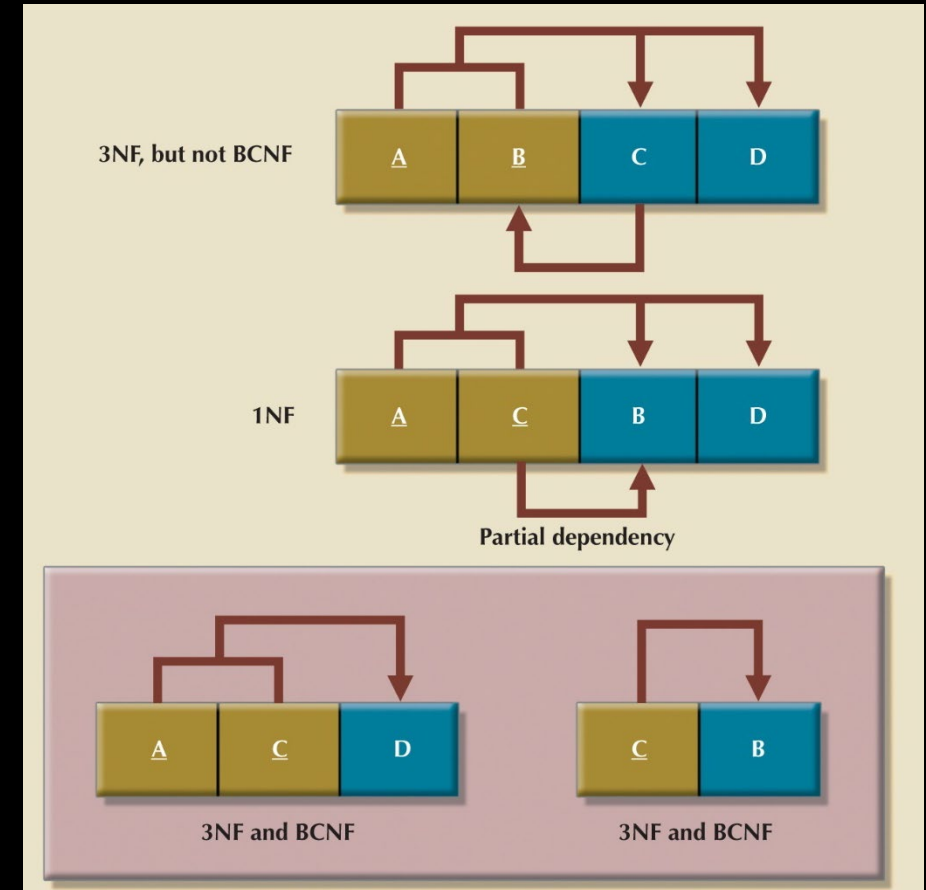 3NF, but not BCNF
A B C D
1NF
A C B D
Partial dependency
A C D
C B
3NF and BCNF
3NF and BCNF